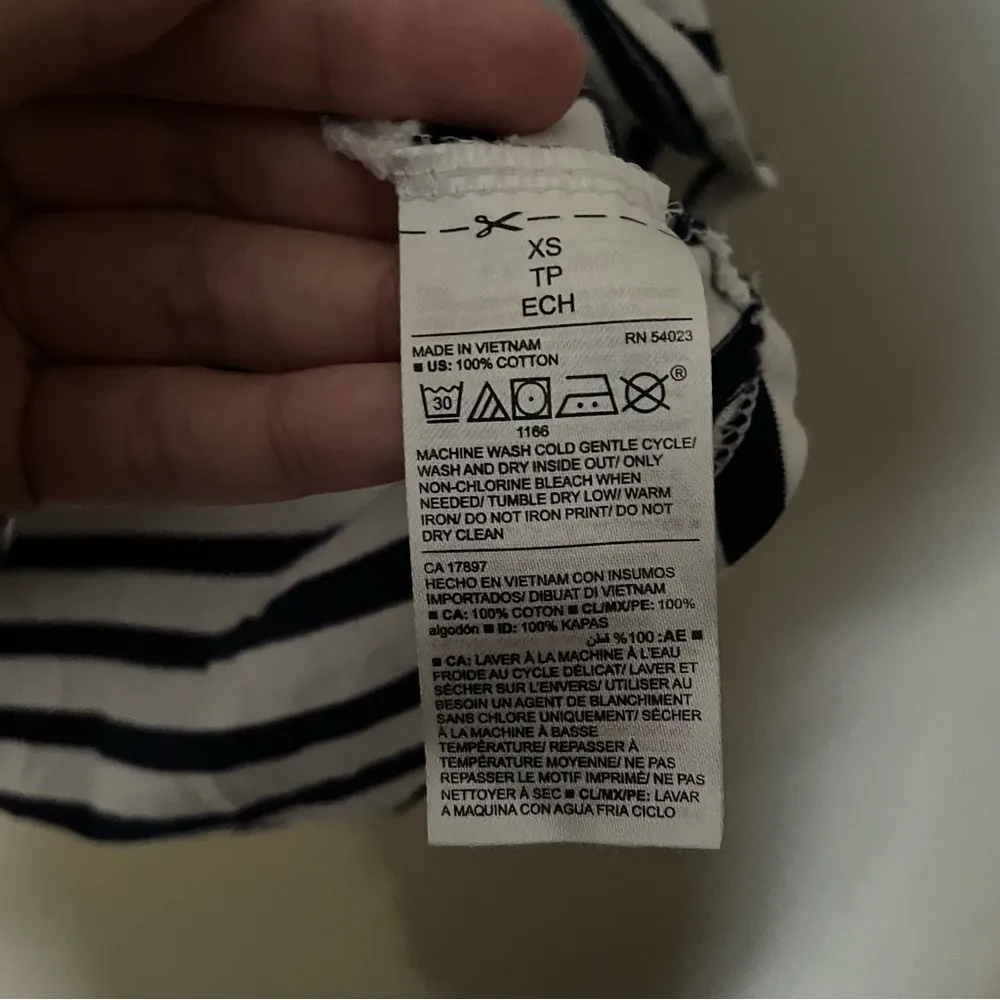 XS
TP
ECH
MADE IN VIETNAM RN 54023
■ US: 100% COTTON
30 ®
1166
MACHINE WASH COLD GENTLE CYCLE/
WASH AND DRY INSIDE OUT/ ONLY
NON-CHLORINE BLEACH WHEN
NEEDED/ TUMBLE DRY LOW/ WARM
IRON/ DO NOT IRON PRINT/ DO NOT
DRY CLEAN
CA 17897
HECHO EN VIETNAM CON INSUMOS
IMPORTADOS/ DIBUAT DI VIETNAM
■ CA: 100% COTON ■ CL/MX/PE: 100%
algodón ■ ID: 100% KAPAS
■ AE: 100% قطن
■ CA: LAVER À LA MACHINE À L'EAU
FROIDE AU CYCLE DÉLICAT/ LAVER ET
SÉCHER SUR L'ENVERS/ UTILISER AU
BESOIN UN AGENT DE BLANCHIMENT
SANS CHLORE UNIQUEMENT/ SÉCHER
À LA MACHINE À BASSE
TEMPÉRATURE/ REPASSER À
TEMPÉRATURE MOYENNE/ NE PAS
REPASSER LE MOTIF IMPRIMÉ/ NE PAS
NETTOYER À SEC ■ CL/MX/PE: LAVAR
A MAQUINA CON AGUA FRIA CICLO